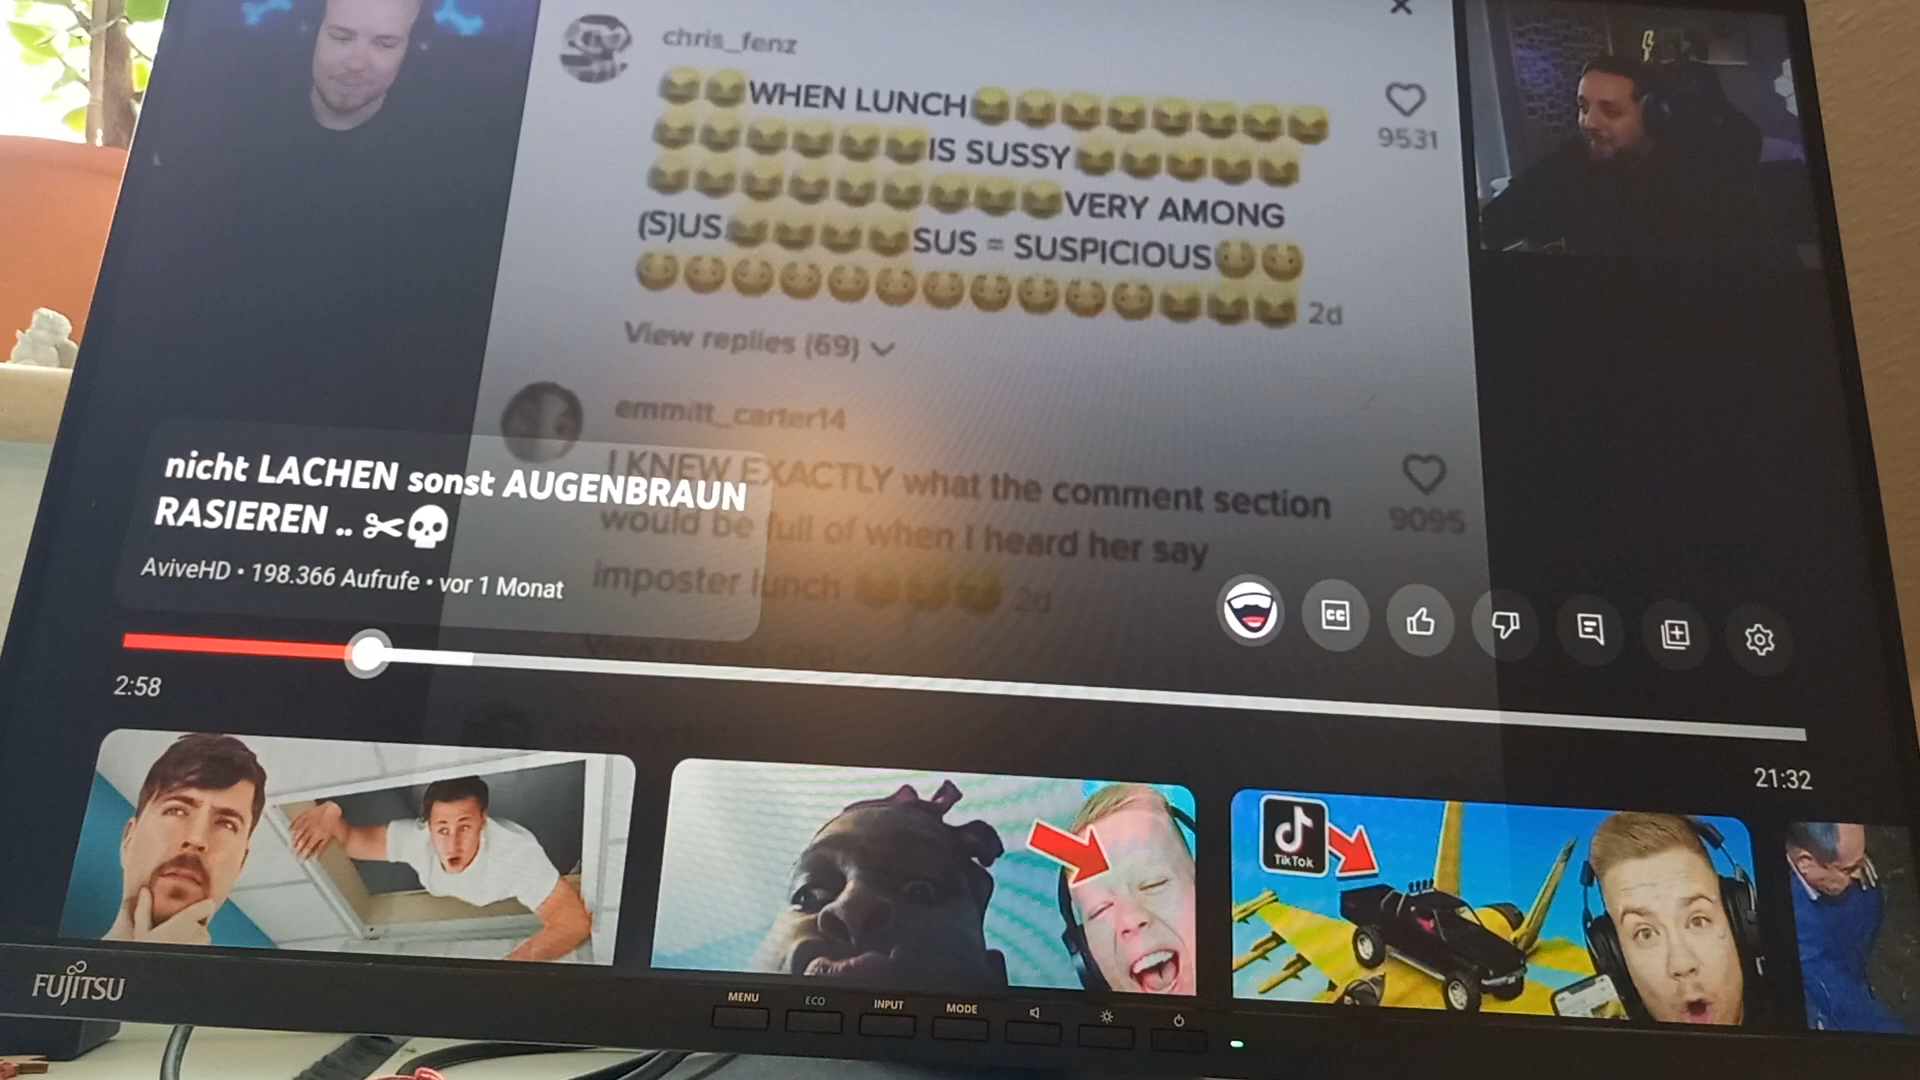 chris_fenz
😆😆WHEN LUNCH😆😆😆😆😆😆😆😆
😆😆😆😆😆😆IS SUSSY😆😆😆😆😆
😆😆😆😆😆😆😆😆😆VERY AMONG
(S)US😆😆😆😆SUS = SUSPICIOUS😳😳
😳😳😳😳😳😳😳😳😳😳😳😆😆😆 2d
9531
View replies (69)
emmitt_carter14
I KNEW EXACTLY what the comment section
would be full of when I heard her say
imposter lunch 😆😆😆 2d
9095
nicht LACHEN sonst AUGENBRAUN
RASIEREN .. ✂💀
AviveHD • 198.366 Aufrufe • vor 1 Monat
CC
2:58
21:32
TikTok
FUJITSU
MENU
ECO
INPUT
MODE